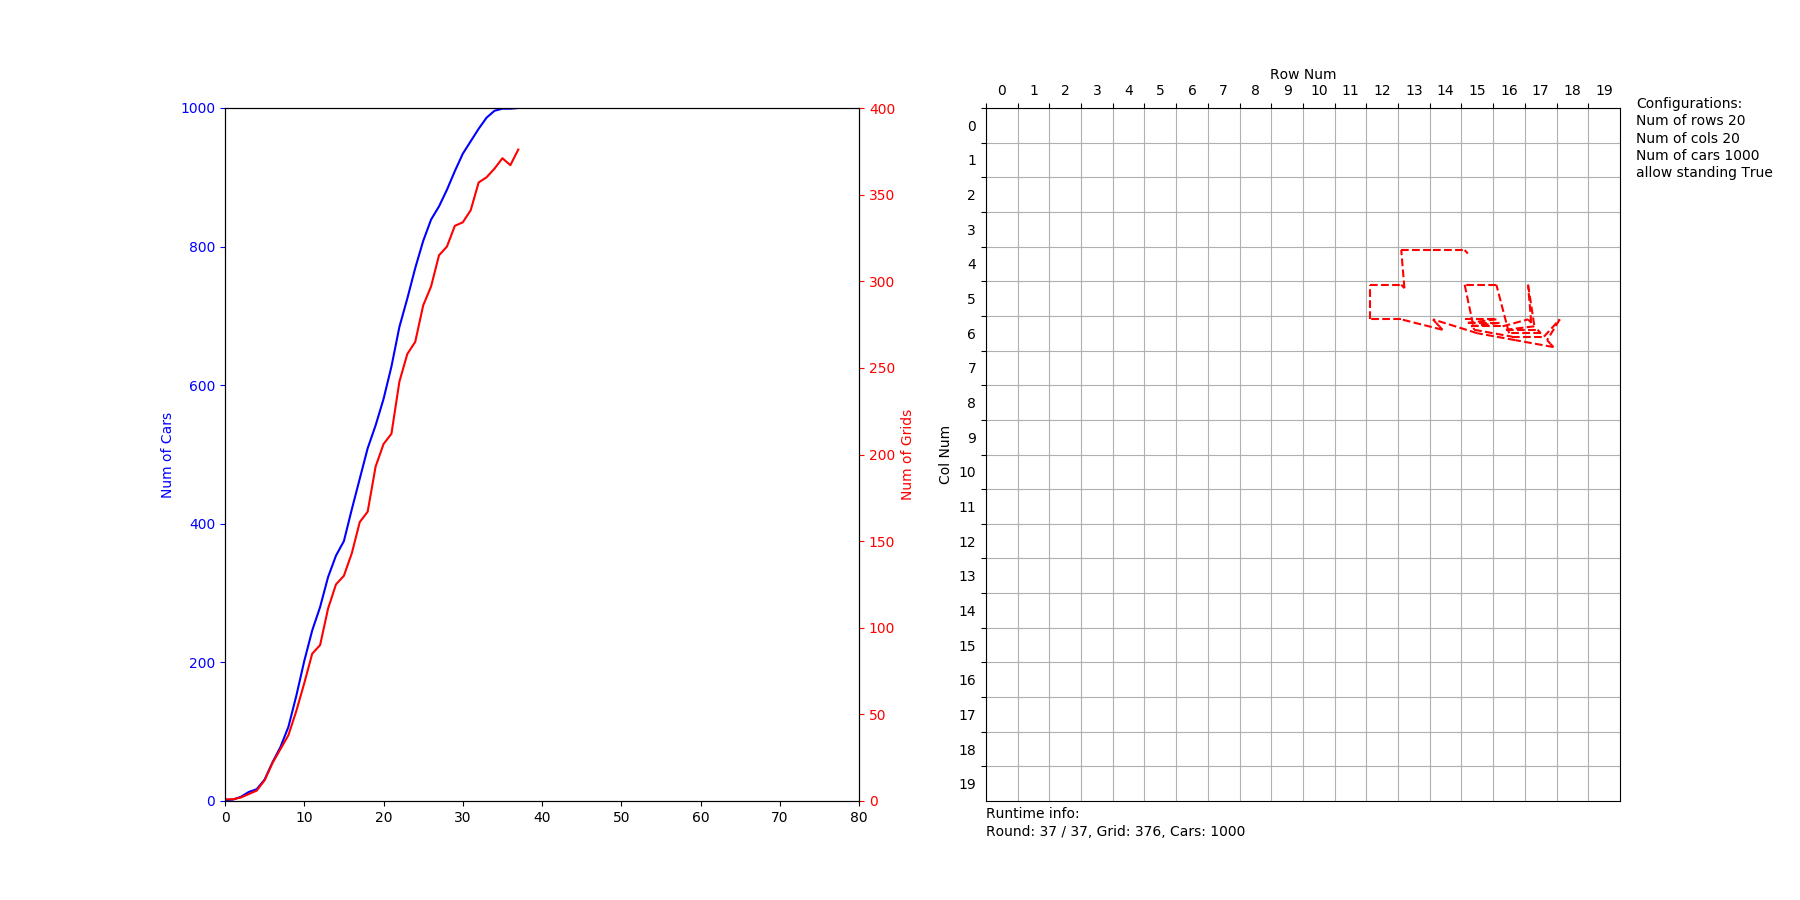 Row Num
0 1 2 3 4 5 6 7 8 9 10 11 12 13 14 15 16 17 18 19
Configurations:
Num of rows 20
Num of cols 20
Num of cars 1000
allow standing True
1000
800
600
400
200
0
Num of Cars
0 10 20 30 40 50 60 70 80
400
350
300
250
200
150
100
50
0
Num of Grids
Col Num
0
1
2
3
4
5
6
7
8
9
10
11
12
13
14
15
16
17
18
19
Runtime info:
Round: 37 / 37, Grid: 376, Cars: 1000